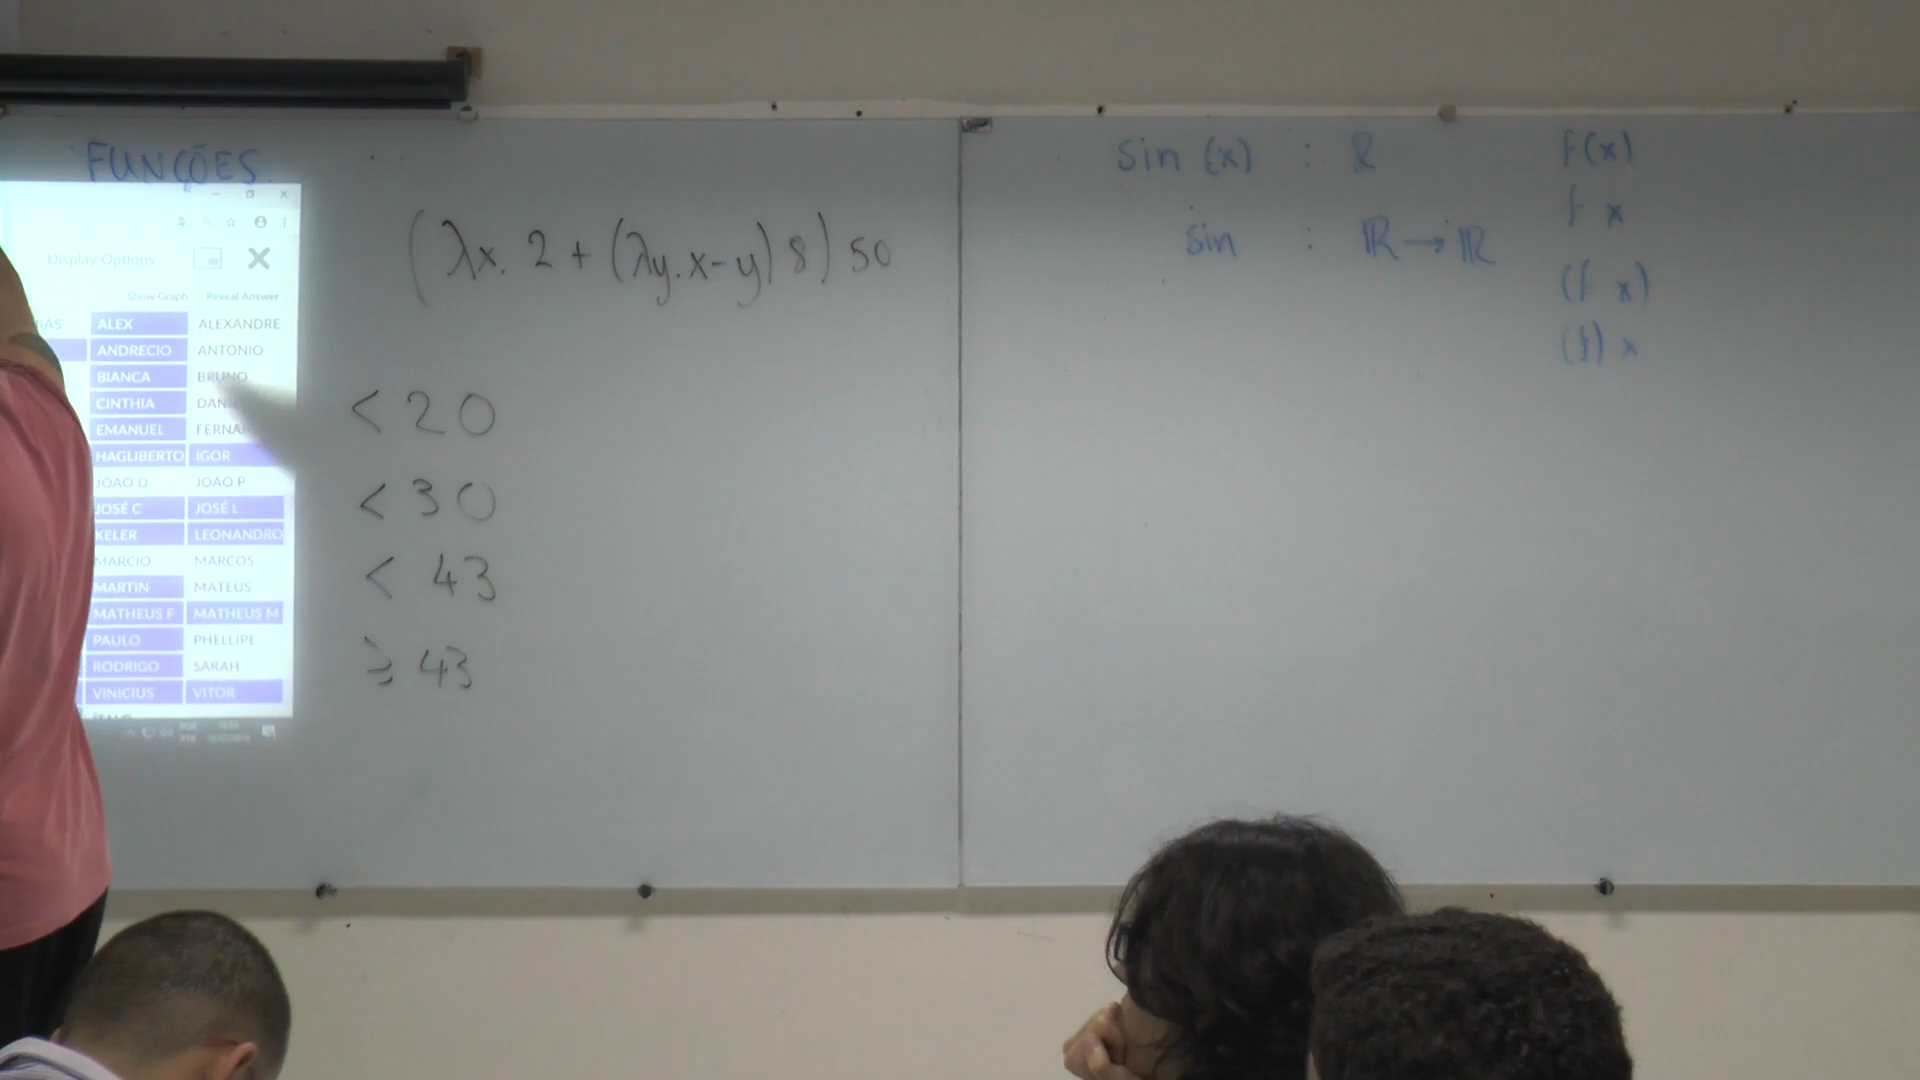 FUNÇÕES
Display Options
Show Graph Reveal Answer
ALEX ALEXANDRE
ANDRECIO ANTONIO
BIANCA BRUNO
CINTHIA
EMANUEL
HAGLIBERTO IGOR
JOAO D JOAO P
JOSÉ C JOSÉ L
KELER LEONANDRO
MARCIO MARCOS
MARTIN MATEUS
MATHEUS F MATHEUS M
PAULO PHELLIPE
RODRIGO SARAH
VINICIUS VITOR
(λx. 2 + (λy. x-y) 8) 50
< 20
< 30
< 43
≥ 43
sin (x) : ℝ
sin : ℝ → ℝ
f(x)
f x
(f x)
(f) x